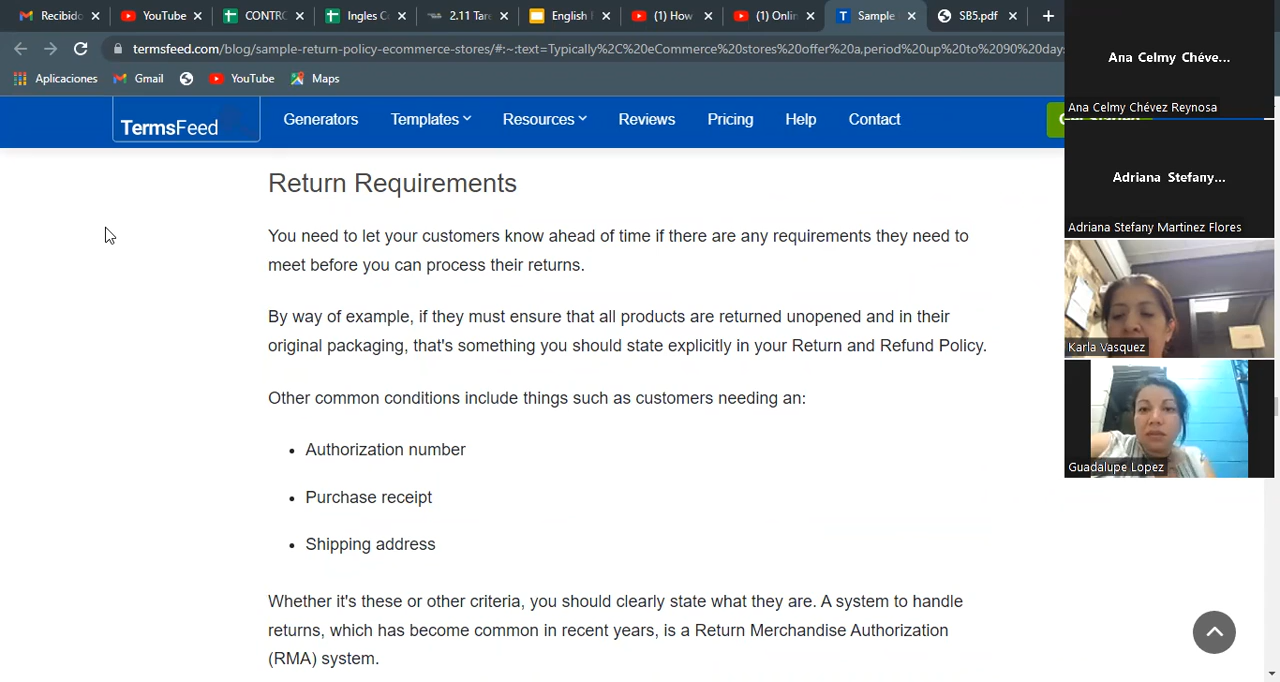 Recibido
YouTube
CONTRO
Ingles C
2.11 Tar
English
(1) How
(1) Onli
Sample
SB5.pdf
termsfeed.com/blog/sample-return-policy-ecommerce-stores/#:~:text=Typically%2C%20eCommerce%20stores%20offer%20a,period%20up%20to%2090%20day
Aplicaciones
Gmail
YouTube
Maps
TermsFeed
Generators
Templates
Resources
Reviews
Pricing
Help
Contact
Return Requirements
You need to let your customers know ahead of time if there are any requirements they need to
meet before you can process their returns.
By way of example, if they must ensure that all products are returned unopened and in their
original packaging, that's something you should state explicitly in your Return and Refund Policy.
Other common conditions include things such as customers needing an:
• Authorization number
• Purchase receipt
• Shipping address
Whether it's these or other criteria, you should clearly state what they are. A system to handle
returns, which has become common in recent years, is a Return Merchandise Authorization
(RMA) system.
Ana Celmy Chéve...
Ana Celmy Chévez Reynosa
Adriana Stefany...
Adriana Stefany Martinez Flores
Karla Vasquez
Guadalupe Lopez